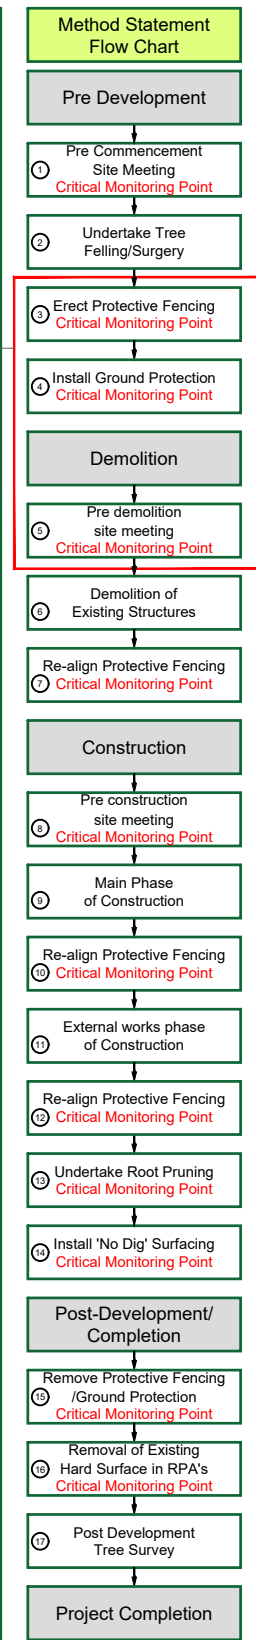 Method Statement
Flow Chart
Pre Development
1
Pre Commencement
Site Meeting
Critical Monitoring Point
2
Undertake Tree
Felling/Surgery
3
Erect Protective Fencing
Critical Monitoring Point
4
Install Ground Protection
Critical Monitoring Point
Demolition
5
Pre demolition
site meeting
Critical Monitoring Point
6
Demolition of
Existing Structures
7
Re-align Protective Fencing
Critical Monitoring Point
Construction
8
Pre construction
site meeting
Critical Monitoring Point
9
Main Phase
of Construction
10
Re-align Protective Fencing
Critical Monitoring Point
11
External works phase
of Construction
12
Re-align Protective Fencing
Critical Monitoring Point
13
Undertake Root Pruning
Critical Monitoring Point
14
Install 'No Dig' Surfacing
Critical Monitoring Point
Post-Development/
Completion
15
Remove Protective Fencing
/Ground Protection
Critical Monitoring Point
16
Removal of Existing
Hard Surface in RPA's
Critical Monitoring Point
17
Post Development
Tree Survey
Project Completion